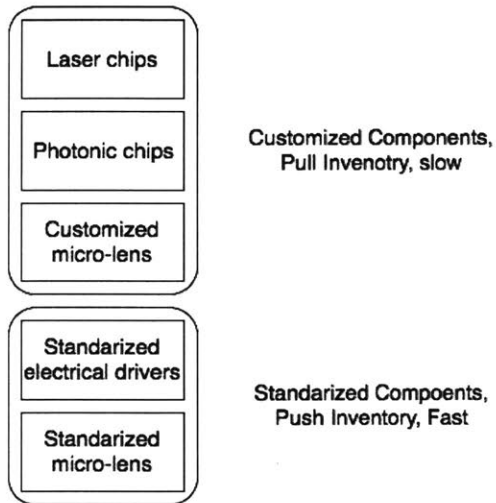 Laser chips
Photonic chips
Customized Components,
Pull Invenotry, slow
Customized
micro-lens
Standarized
electrical drivers
Standarized Compoents,
Push Inventory, Fast
Standarized
micro-lens